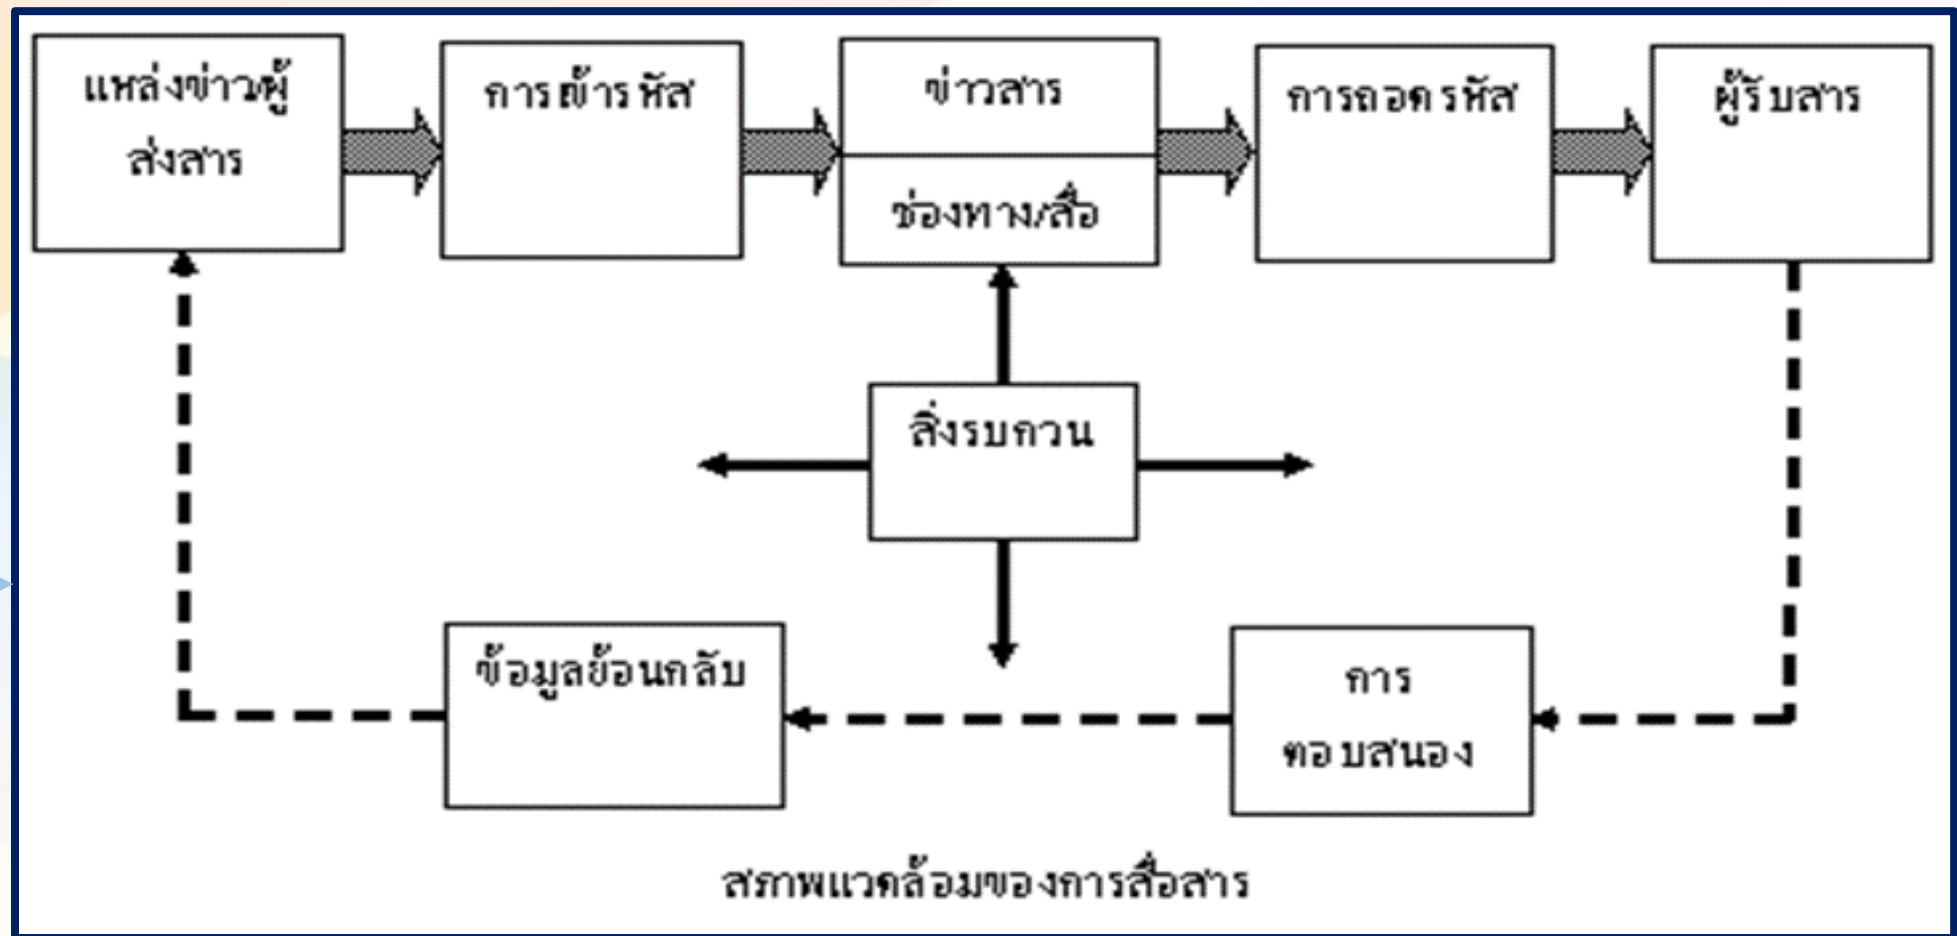 แหล่งข่าว/ผู้
ส่งสาร
การเข้ารหัส
ข่าวสาร
ช่องทาง/สื่อ
การถอดรหัส
ผู้รับสาร
สิ่งรบกวน
ข้อมูลย้อนกลับ
การ
ตอบสนอง
สภาพแวดล้อมของการสื่อสาร